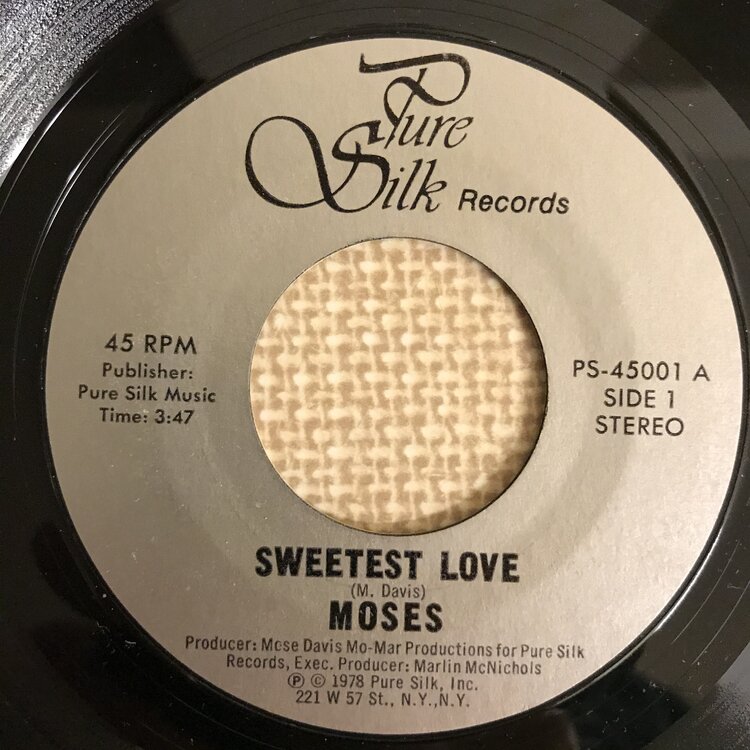 Pure
Silk Records
45 RPM
Publisher:
Pure Silk Music
Time: 3:47
PS-45001 A
SIDE 1
STEREO
SWEETEST LOVE
(M. Davis)
MOSES
Producer: Mose Davis Mo-Mar Productions for Pure Silk
Records, Exec. Producer: Marlin McNichols
℗ © 1978 Pure Silk, Inc.
221 W 57 St., N.Y.,N.Y.